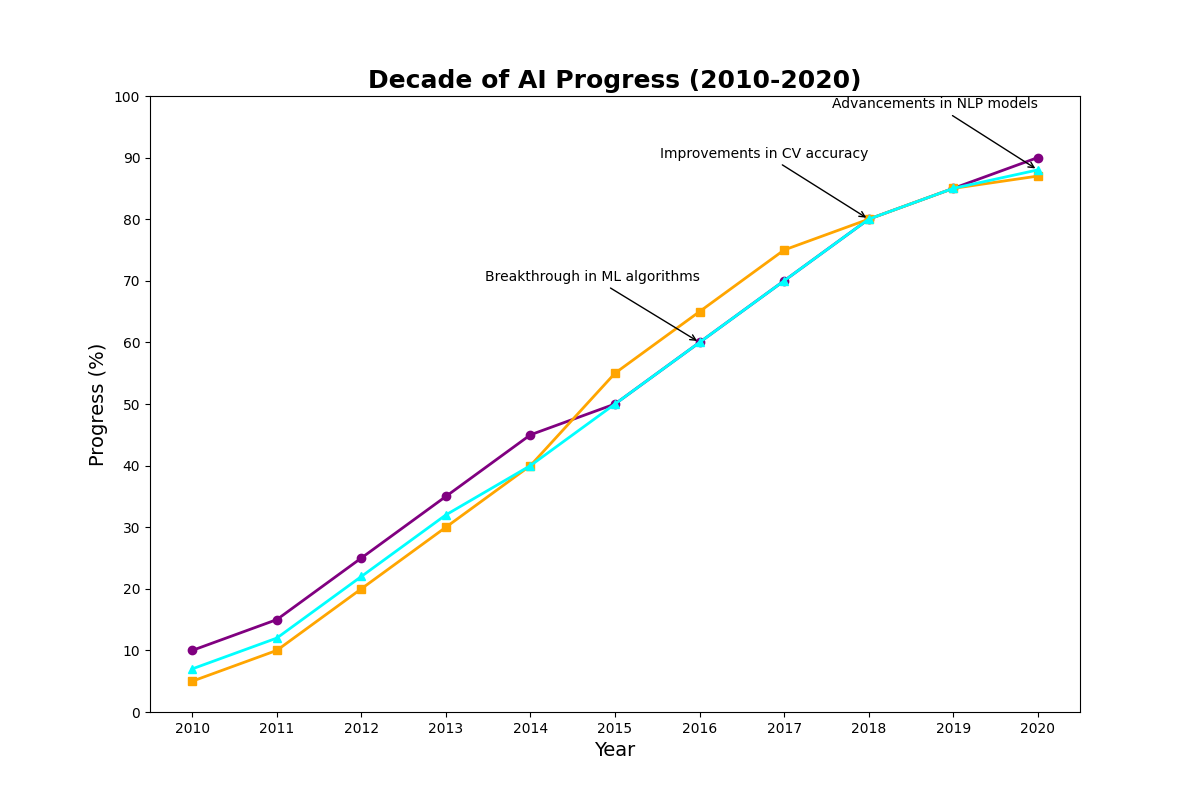 Decade of AI Progress (2010-2020)
100
Advancements in NLP models
90
Improvements in CV accuracy
80
70
Breakthrough in ML algorithms
60
50
40
30
20
10
0
Progress (%)
2010 2011 2012 2013 2014 2015 2016 2017 2018 2019 2020
Year